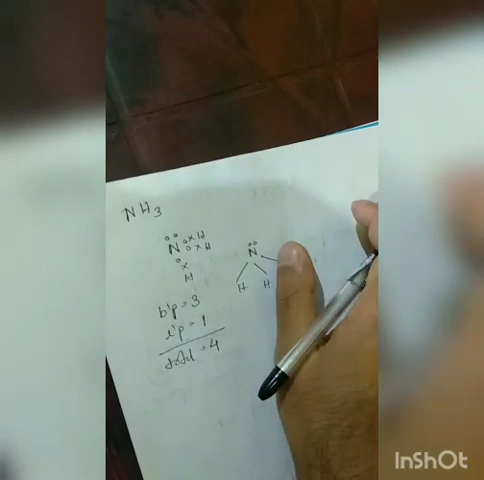 NH3
N H
H
H
N
H H
b'p = 3
l'p = 1
total = 4
InShOt